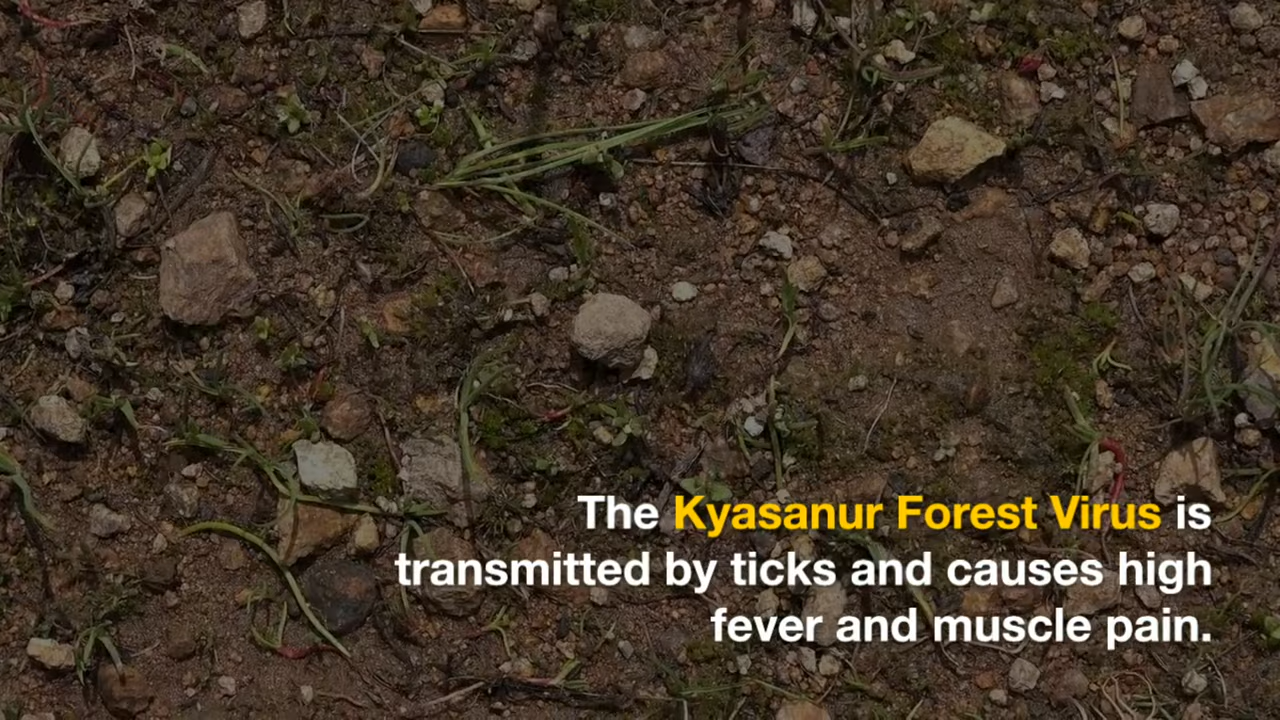 The Kyasanur Forest Virus is
transmitted by ticks and causes high
fever and muscle pain.